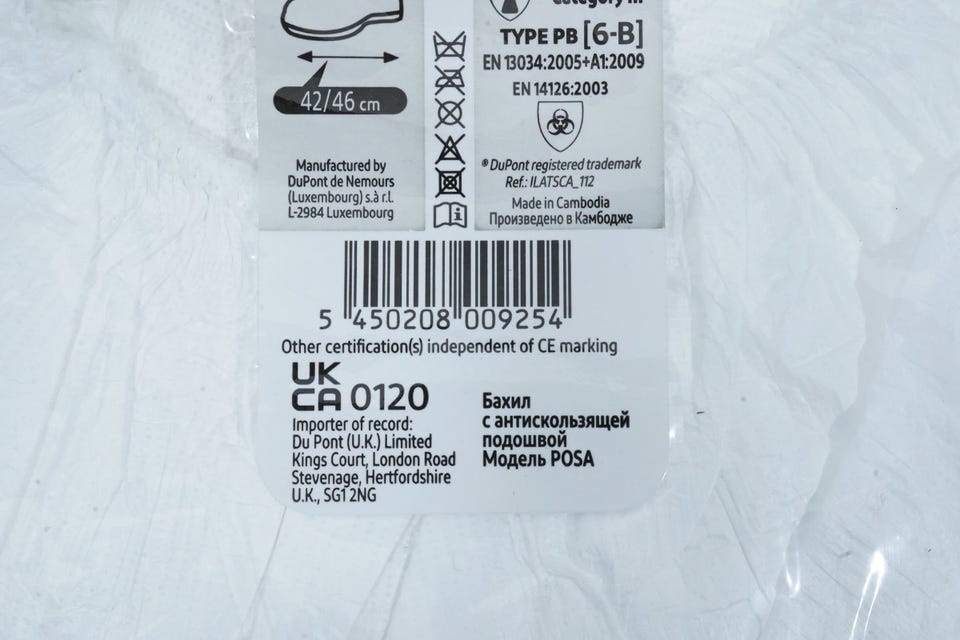 42/46 cm
Manufactured by
DuPont de Nemours
(Luxembourg) s.à r.l.
L-2984 Luxembourg
Category III
TYPE PB [6-B]
EN 13034:2005+A1:2009
EN 14126:2003
® DuPont registered trademark
Ref.: ILATSCA_112
Made in Cambodia
Произведено в Камбодже
5 450208 009254
Other certification(s) independent of CE marking
UK
CA 0120
Importer of record:
Du Pont (U.K.) Limited
Kings Court, London Road
Stevenage, Hertfordshire
U.K., SG1 2NG
Бахил
с антискользящей
подошвой
Модель POSA